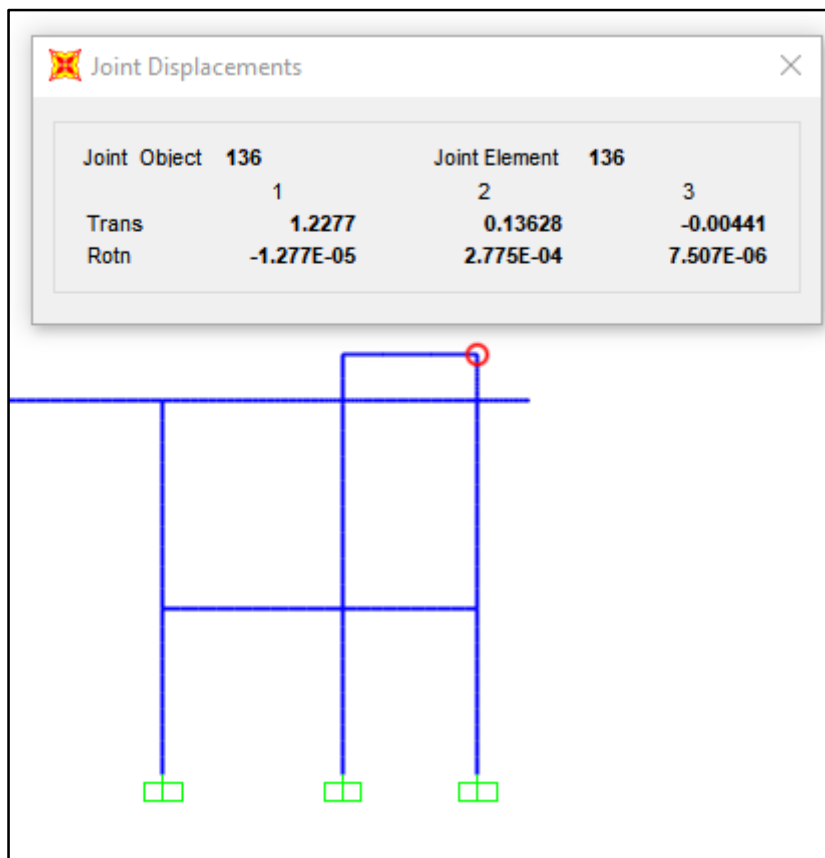 Joint Displacements
Joint Object 136 Joint Element 136
1 2 3
Trans 1.2277 0.13628 -0.00441
Rotn -1.277E-05 2.775E-04 7.507E-06